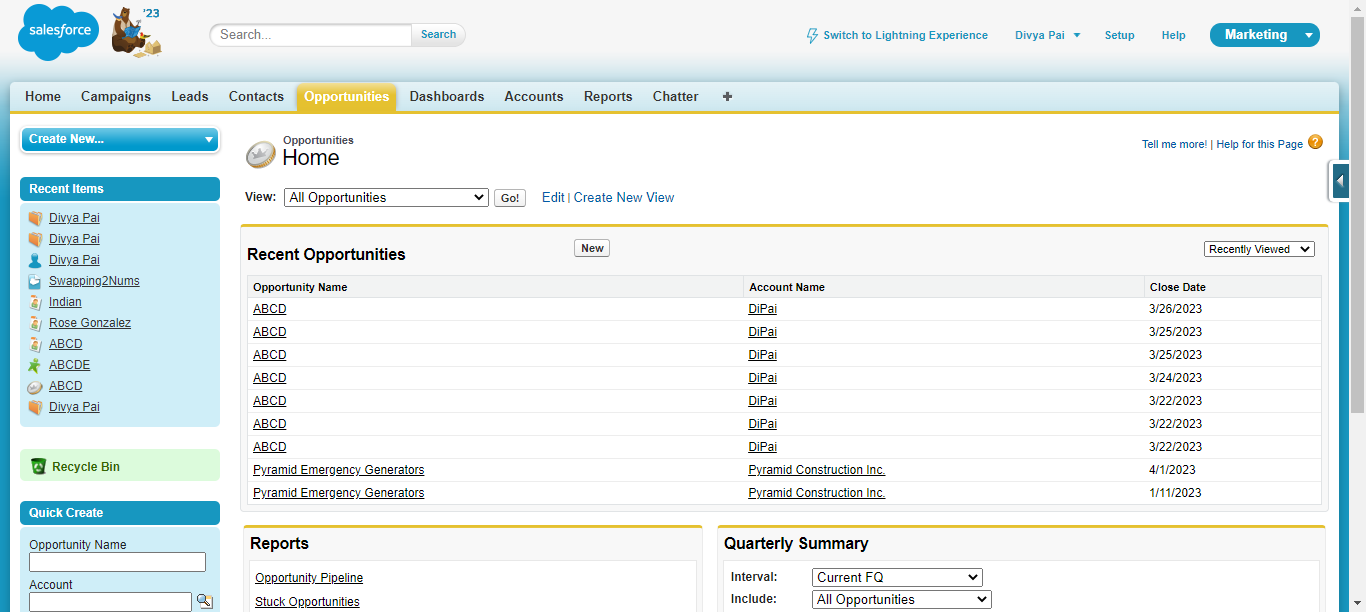 salesforce
'23
Search...
Search
Switch to Lightning Experience
Divya Pai
Setup
Help
Marketing
Home Campaigns Leads Contacts Opportunities Dashboards Accounts Reports Chatter +
Create New...
Recent Items
Divya Pai
Divya Pai
Divya Pai
Swapping2Nums
Indian
Rose Gonzalez
ABCD
ABCDE
ABCD
Divya Pai
Recycle Bin
Quick Create
Opportunity Name
Account
Opportunities
Home
Tell me more! | Help for this Page ?
View: All Opportunities Go! Edit | Create New View
Recent Opportunities New Recently Viewed
Opportunity Name Account Name Close Date
ABCD DiPai 3/26/2023
ABCD DiPai 3/25/2023
ABCD DiPai 3/25/2023
ABCD DiPai 3/24/2023
ABCD DiPai 3/22/2023
ABCD DiPai 3/22/2023
ABCD DiPai 3/22/2023
Pyramid Emergency Generators Pyramid Construction Inc. 4/1/2023
Pyramid Emergency Generators Pyramid Construction Inc. 1/11/2023
Reports
Opportunity Pipeline
Stuck Opportunities
Quarterly Summary
Interval: Current FQ
Include: All Opportunities